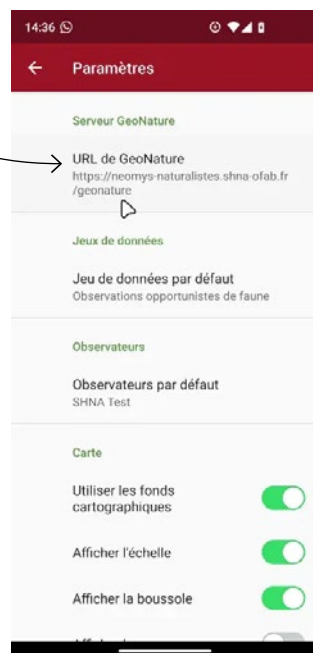 14:36
Paramètres
Serveur GeoNature
URL de GeoNature
https://neomys-naturalistes.shna-ofab.fr
/geonature
Jeux de données
Jeu de données par défaut
Observations opportunistes de faune
Observateurs
Observateurs par défaut
SHNA Test
Carte
Utiliser les fonds
cartographiques
Afficher l'échelle
Afficher la boussole